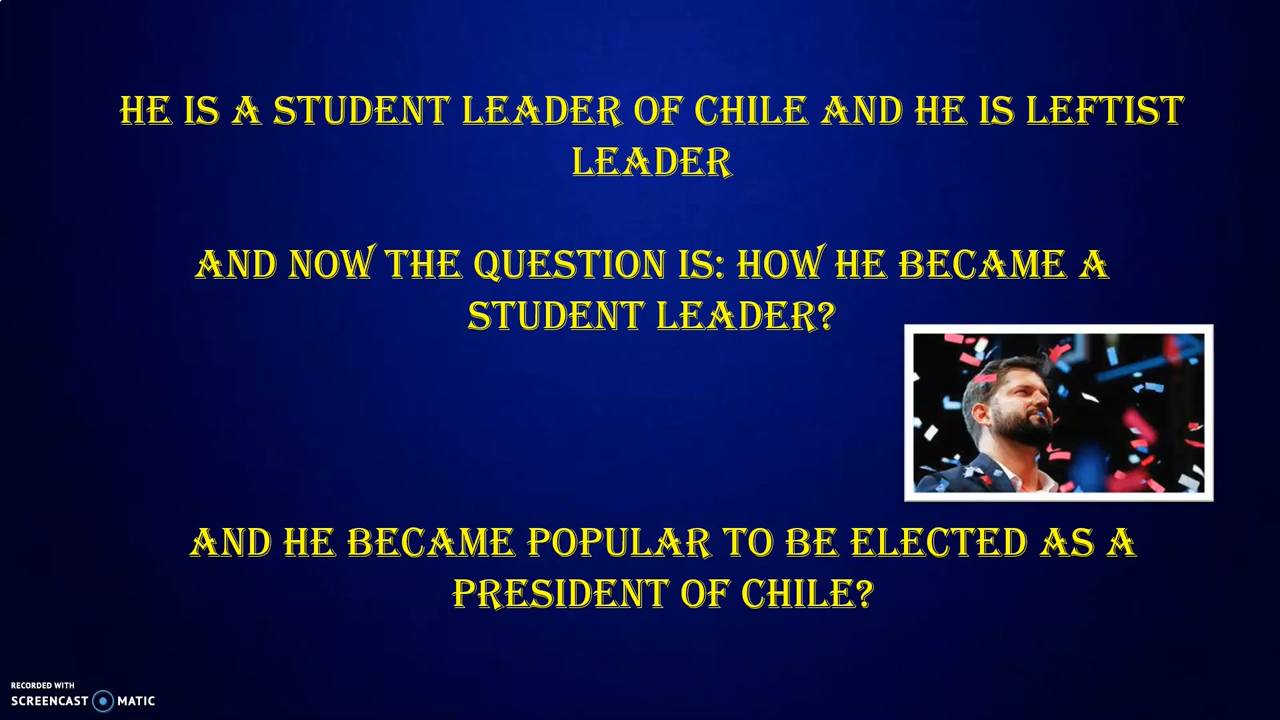 HE IS A STUDENT LEADER OF CHILE AND HE IS LEFTIST
LEADER
AND NOW THE QUESTION IS: HOW HE BECAME A
STUDENT LEADER?
AND HE BECAME POPULAR TO BE ELECTED AS A
PRESIDENT OF CHILE?
RECORDED WITH
SCREENCAST MATIC